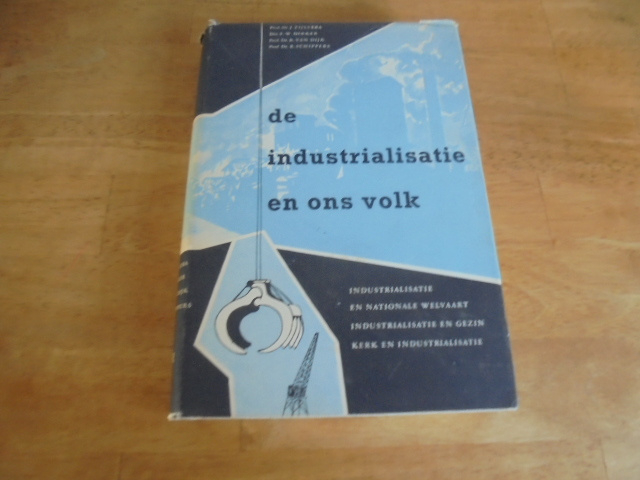 de
industrialisatie
en ons volk
INDUSTRIALISATIE
EN NATIONALE WELVAART
INDUSTRIALISATIE EN GEZIN
KERK EN INDUSTRIALISATIE